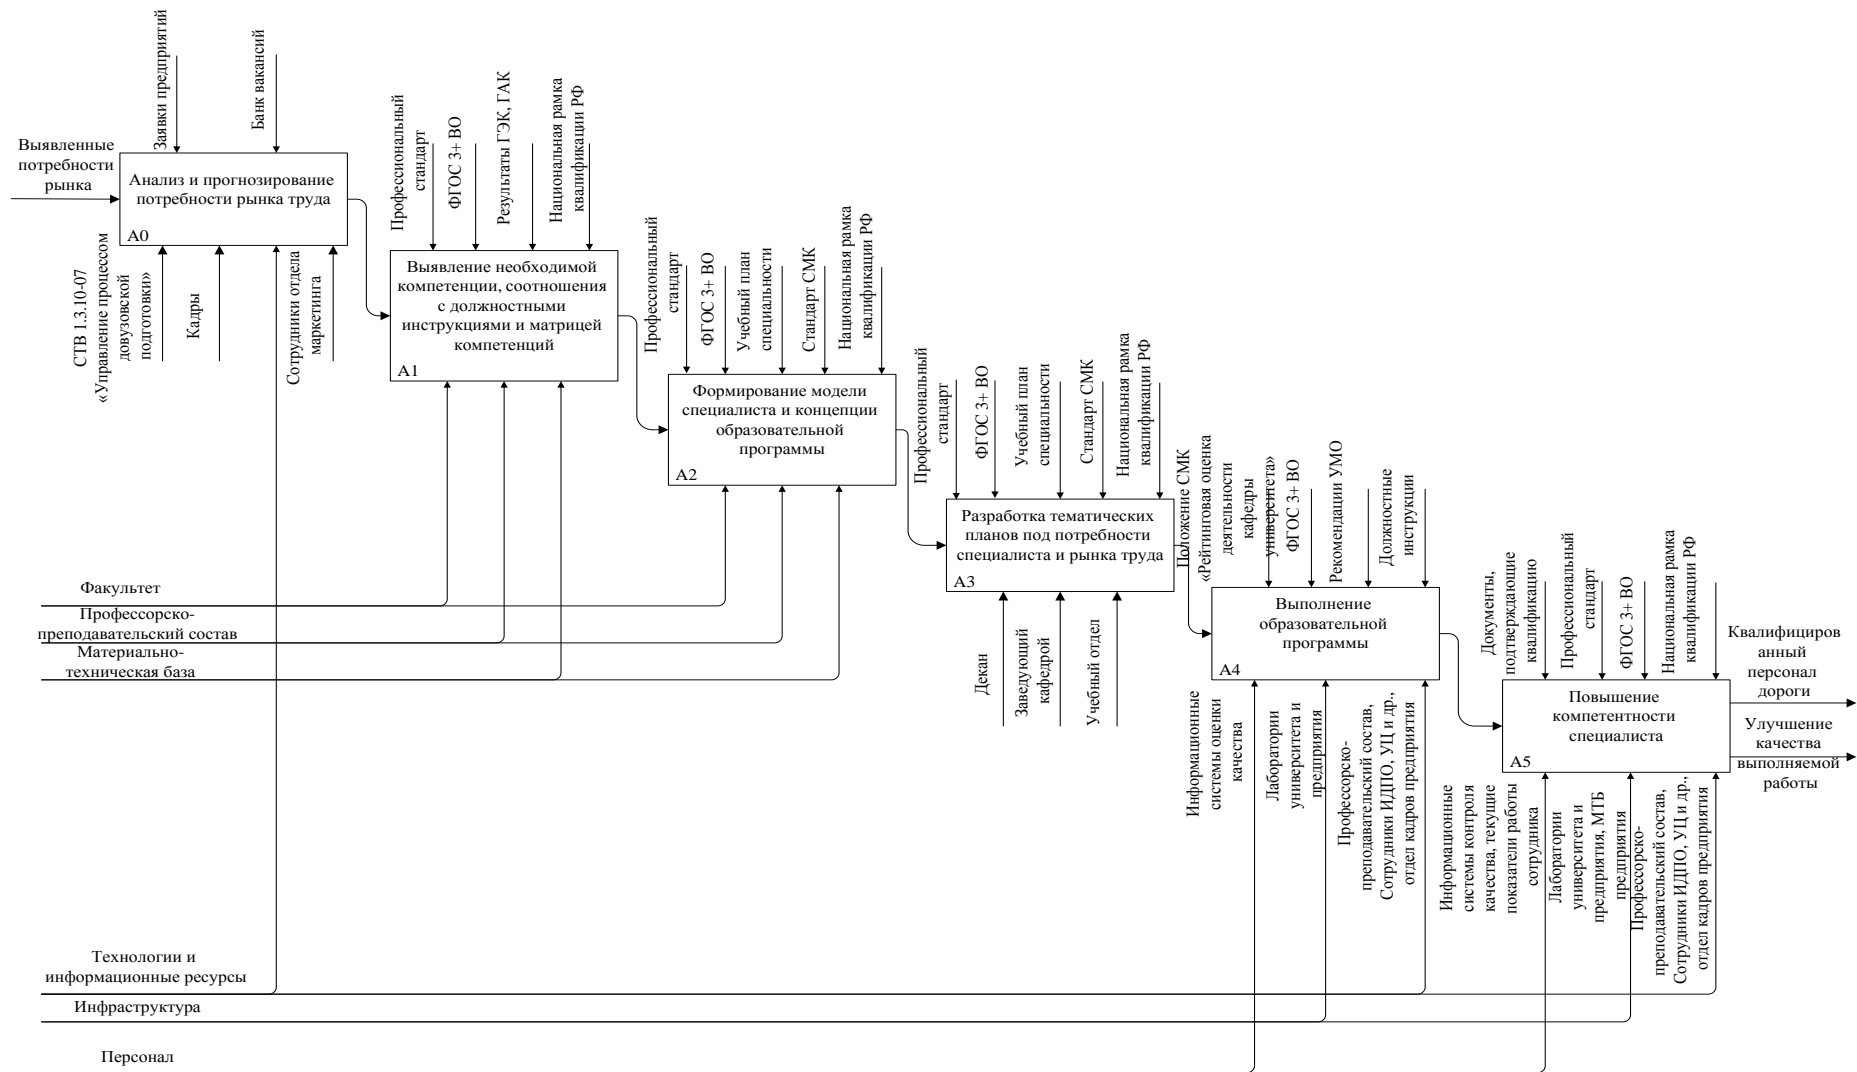 Заявки предприятий
Банк вакансий
Выявленные
потребности
рынка
Анализ и прогнозирование
потребности рынка труда
A0
СТВ 1.3.10-07
«Управление процессом
довузовской
подготовки»
Кадры
Сотрудники отдела
маркетинга
Профессиональный
стандарт
ФГОС 3+ ВО
Результаты ГЭК, ГАК
Национальная рамка
квалификации РФ
Выявление необходимой
компетенции, соотношения
с должностными
инструкциями и матрицей
компетенций
A1
Профессиональный
стандарт
ФГОС 3+ ВО
Учебный план
специальности
Стандарт СМК
Национальная рамка
квалификации РФ
Формирование модели
специалиста и концепции
образовательной
программы
A2
Профессиональный
стандарт
ФГОС 3+ ВО
Учебный план
специальности
Стандарт СМК
Национальная рамка
квалификации РФ
Разработка тематических
планов под потребности
специалиста и рынка труда
A3
Декан
Заведующий
кафедрой
Учебный отдел
Положение СМК
«Рейтинговая оценка
деятельности
кафедры
университета»
ФГОС 3+ ВО
Рекомендации УМО
Должностные
инструкции
Выполнение
образовательной
программы
A4
Информационные
системы оценки
качества
Лаборатории
университета и
предприятия
Профессорско-
преподавательский состав,
Сотрудники ИДПО, УЦ и др.,
отдел кадров предприятия
Документы,
подтверждающие
квалификацию
Профессиональный
стандарт
ФГОС 3+ ВО
Национальная рамка
квалификации РФ
Повышение
компетентности
специалиста
A5
Квалифициров
анный
персонал
дороги
Улучшение
качества
выполняемой
работы
Информационные
системы контроля
качества, текущие
показатели работы
сотрудника
Лаборатории
университета и
предприятия, МТБ
предприятия
Профессорско-
преподавательский состав,
Сотрудники ИДПО, УЦ и др.,
отдел кадров предприятия
Факультет
Профессорско-
преподавательский состав
Материально-
техническая база
Технологии и
информационные ресурсы
Инфраструктура
Персонал